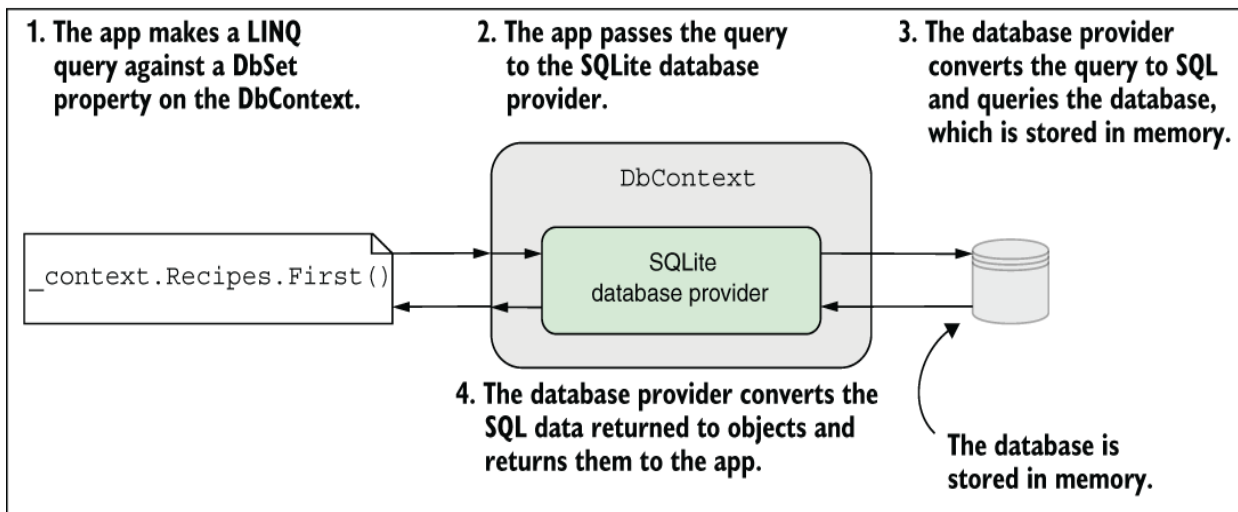 1. The app makes a LINQ
query against a DbSet
property on the DbContext.
2. The app passes the query
to the SQLite database
provider.
3. The database provider
converts the query to SQL
and queries the database,
which is stored in memory.
DbContext
_context.Recipes.First()
SQLite
database provider
4. The database provider converts the
SQL data returned to objects and
returns them to the app.
The database is
stored in memory.